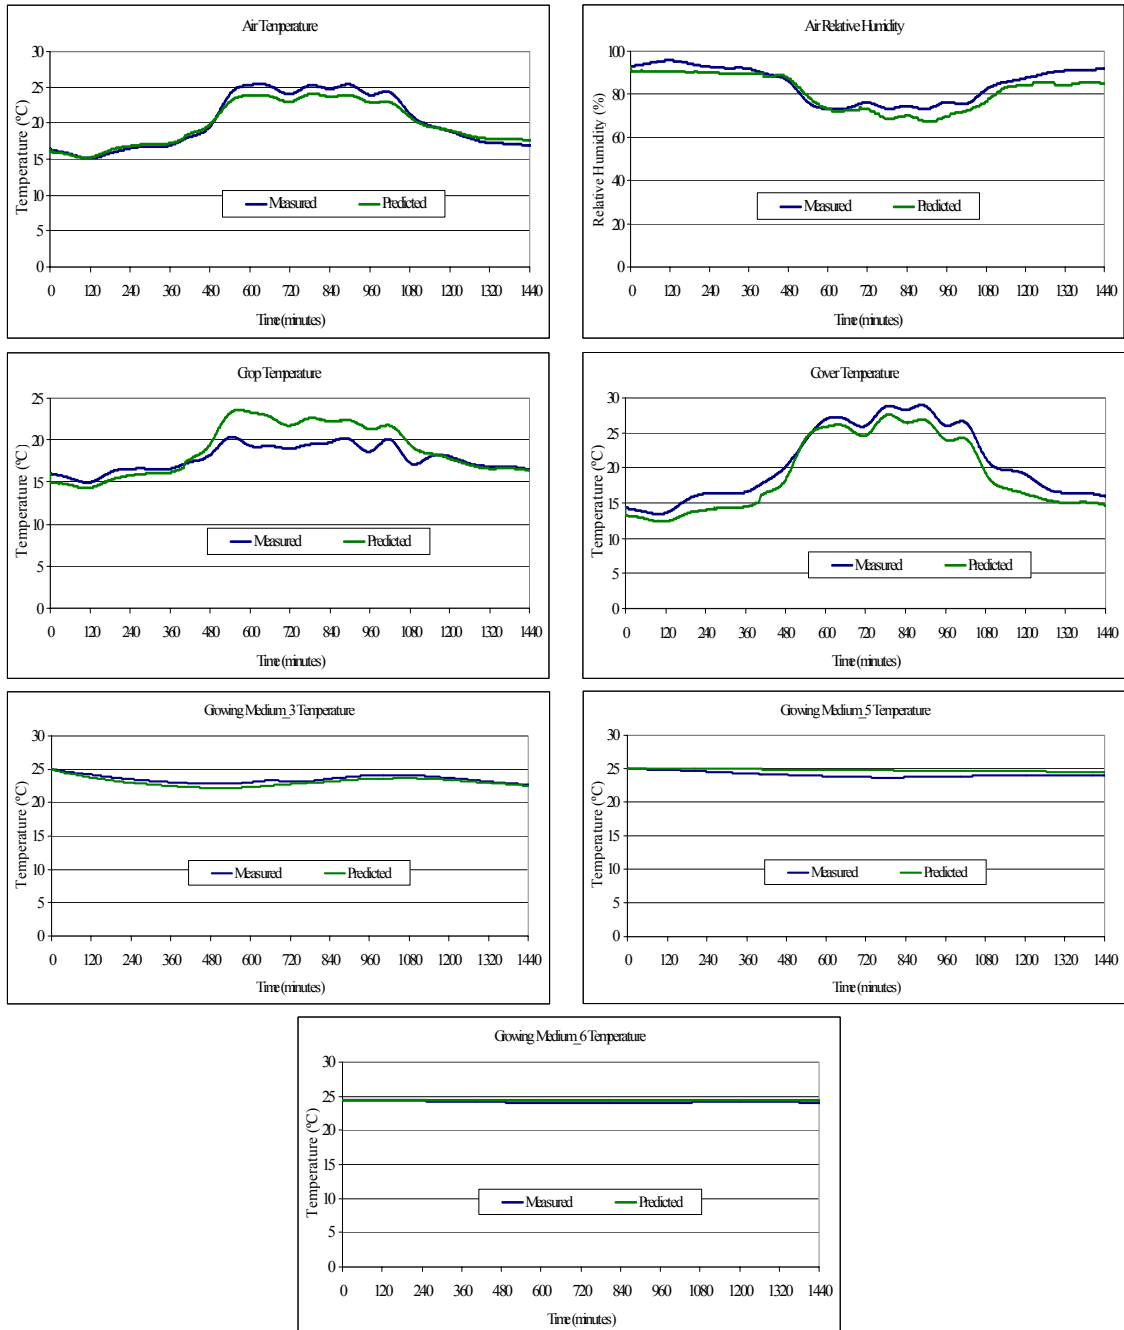 Air Temperature
30
25
20
15
10
5
0
Temperature (ºC)
Measured
Predicted
0 120 240 360 480 600 720 840 960 1080 1200 1320 1440
Time (minutes)
Air Relative Humidity
100
80
60
40
20
0
Relative Humidity (%)
Measured
Predicted
0 120 240 360 480 600 720 840 960 1080 1200 1320 1440
Time (minutes)
Crop Temperature
25
20
15
10
5
0
Temperature (ºC)
Measured
Predicted
0 120 240 360 480 600 720 840 960 1080 1200 1320 1440
Time (minutes)
Cover Temperature
30
25
20
15
10
5
0
Temperature (ºC)
Measured
Predicted
0 120 240 360 480 600 720 840 960 1080 1200 1320 1440
Time (minutes)
Growing Medium_3 Temperature
30
25
20
15
10
5
0
Temperature (ºC)
Measured
Predicted
0 120 240 360 480 600 720 840 960 1080 1200 1320 1440
Time (minutes)
Growing Medium_5 Temperature
30
25
20
15
10
5
0
Temperature (ºC)
Measured
Predicted
0 120 240 360 480 600 720 840 960 1080 1200 1320 1440
Time (minutes)
Growing Medium_6 Temperature
30
25
20
15
10
5
0
Temperature (ºC)
Measured
Predicted
0 120 240 360 480 600 720 840 960 1080 1200 1320 1440
Time (minutes)